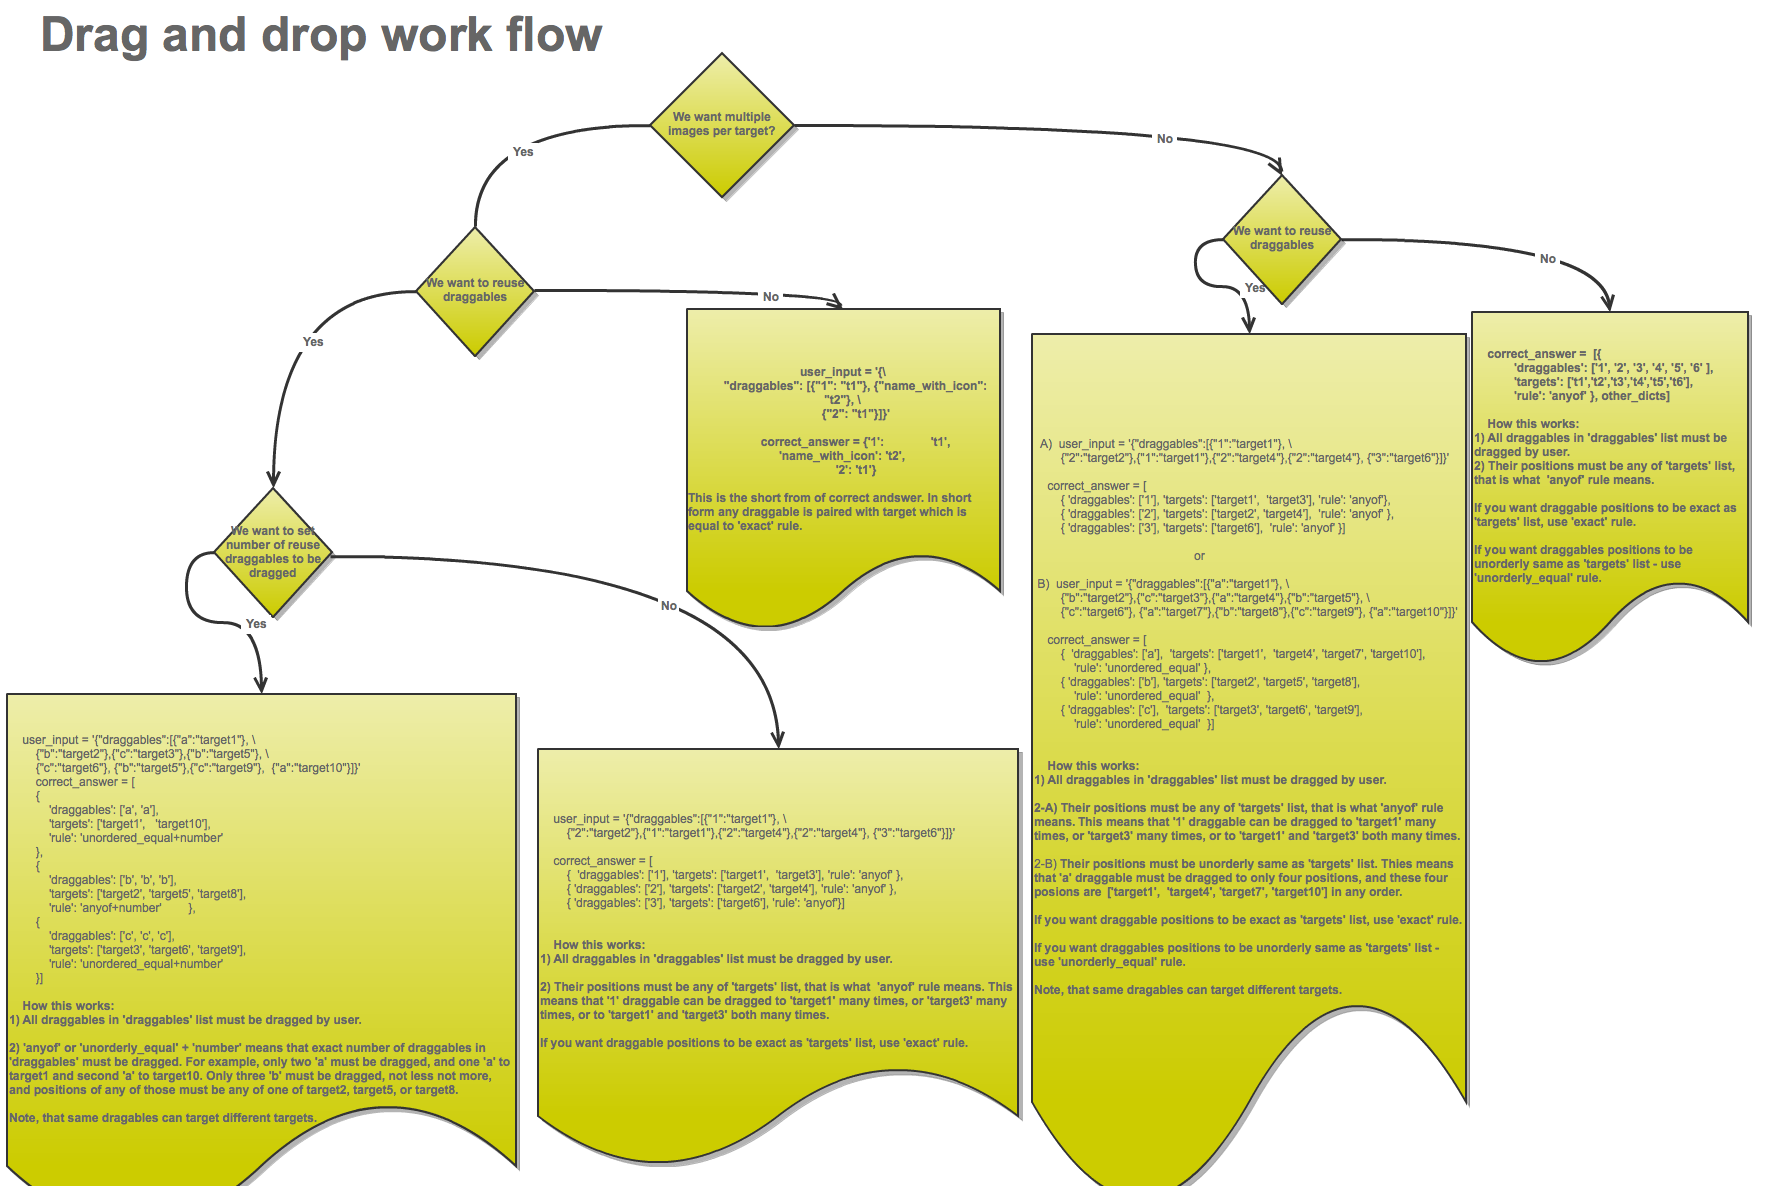 Drag and drop work flow
We want multiple
images per target?
Yes
No
We want to reuse
draggables
Yes
No
We want to reuse
draggables
Yes
No
We want to set
number of reuse
draggables to be
dragged
Yes
No
user_input = '{\
"draggables": [{"1": "t1"}, {"name_with_icon":
"t2"}, \
{"2": "t1"}]}'
correct_answer = {'1': 't1',
'name_with_icon': 't2',
'2': 't1'}
This is the short from of correct andswer. In short
form any draggable is paired with target which is
equal to 'exact' rule.
A) user_input = '{"draggables":[{"1":"target1"}, \
{"2":"target2"},{"1":"target1"},{"2":"target4"},{"2":"target4"}, {"3":"target6"}]}'
correct_answer = [
{ 'draggables': ['1'], 'targets': ['target1', 'target3'], 'rule': 'anyof'},
{ 'draggables': ['2'], 'targets': ['target2', 'target4'], 'rule': 'anyof' },
{ 'draggables': ['3'], 'targets': ['target6'], 'rule': 'anyof' }]
or
B) user_input = '{"draggables":[{"a":"target1"}, \
{"b":"target2"},{"c":"target3"},{"a":"target4"},{"b":"target5"}, \
{"c":"target6"}, {"a":"target7"},{"b":"target8"},{"c":"target9"}, {"a":"target10"}]}'
correct_answer = [
{ 'draggables': ['a'], 'targets': ['target1', 'target4', 'target7', 'target10'],
'rule': 'unordered_equal' },
{ 'draggables': ['b'], 'targets': ['target2', 'target5', 'target8'],
'rule': 'unordered_equal' },
{ 'draggables': ['c'], 'targets': ['target3', 'target6', 'target9'],
'rule': 'unordered_equal' }]
How this works:
1) All draggables in 'draggables' list must be dragged by user.
2-A) Their positions must be any of 'targets' list, that is what 'anyof' rule
means. This means that '1' draggable can be dragged to 'target1' many
times, or 'target3' many times, or to 'target1' and 'target3' both many times.
2-B) Their positions must be unorderly same as 'targets' list. Thies means
that 'a' draggable must be dragged to only four positions, and these four
posions are ['target1', 'target4', 'target7', 'target10'] in any order.
If you want draggable positions to be exact as 'targets' list, use 'exact' rule.
If you want draggables positions to be unorderly same as 'targets' list -
use 'unorderly_equal' rule.
Note, that same dragables can target different targets.
correct_answer = [{
'draggables': ['1', '2', '3', '4', '5', '6' ],
'targets': ['t1','t2','t3','t4','t5','t6'],
'rule': 'anyof' }, other_dicts]
How this works:
1) All draggables in 'draggables' list must be
dragged by user.
2) Their positions must be any of 'targets' list,
that is what 'anyof' rule means.
If you want draggable positions to be exact as
'targets' list, use 'exact' rule.
If you want draggables positions to be
unorderly same as 'targets' list - use
'unorderly_equal' rule.
user_input = '{"draggables":[{"a":"target1"}, \
{"b":"target2"},{"c":"target3"},{"b":"target5"}, \
{"c":"target6"}, {"b":"target5"},{"c":"target9"}, {"a":"target10"}]}'
correct_answer = [
{
'draggables': ['a', 'a'],
'targets': ['target1', 'target10'],
'rule': 'unordered_equal+number'
},
{
'draggables': ['b', 'b', 'b'],
'targets': ['target2', 'target5', 'target8'],
'rule': 'anyof+number' },
{
'draggables': ['c', 'c', 'c'],
'targets': ['target3', 'target6', 'target9'],
'rule': 'unordered_equal+number'
}]
How this works:
1) All draggables in 'draggables' list must be dragged by user.
2) 'anyof' or 'unorderly_equal' + 'number' means that exact number of draggables in
'draggables' must be dragged. For example, only two 'a' must be dragged, and one 'a' to
target1 and second 'a' to target10. Only three 'b' must be dragged, not less not more,
and positions of any of those must be any of one of target2, target5, or target8.
Note, that same dragables can target different targets.
user_input = '{"draggables":[{"1":"target1"}, \
{"2":"target2"},{"1":"target1"},{"2":"target4"},{"2":"target4"}, {"3":"target6"}]}'
correct_answer = [
{ 'draggables': ['1'], 'targets': ['target1', 'target3'], 'rule': 'anyof' },
{ 'draggables': ['2'], 'targets': ['target2', 'target4'], 'rule': 'anyof' },
{ 'draggables': ['3'], 'targets': ['target6'], 'rule': 'anyof'}]
How this works:
1) All draggables in 'draggables' list must be dragged by user.
2) Their positions must be any of 'targets' list, that is what 'anyof' rule means. This
means that '1' draggable can be dragged to 'target1' many times, or 'target3' many
times, or to 'target1' and 'target3' both many times.
If you want draggable positions to be exact as 'targets' list, use 'exact' rule.